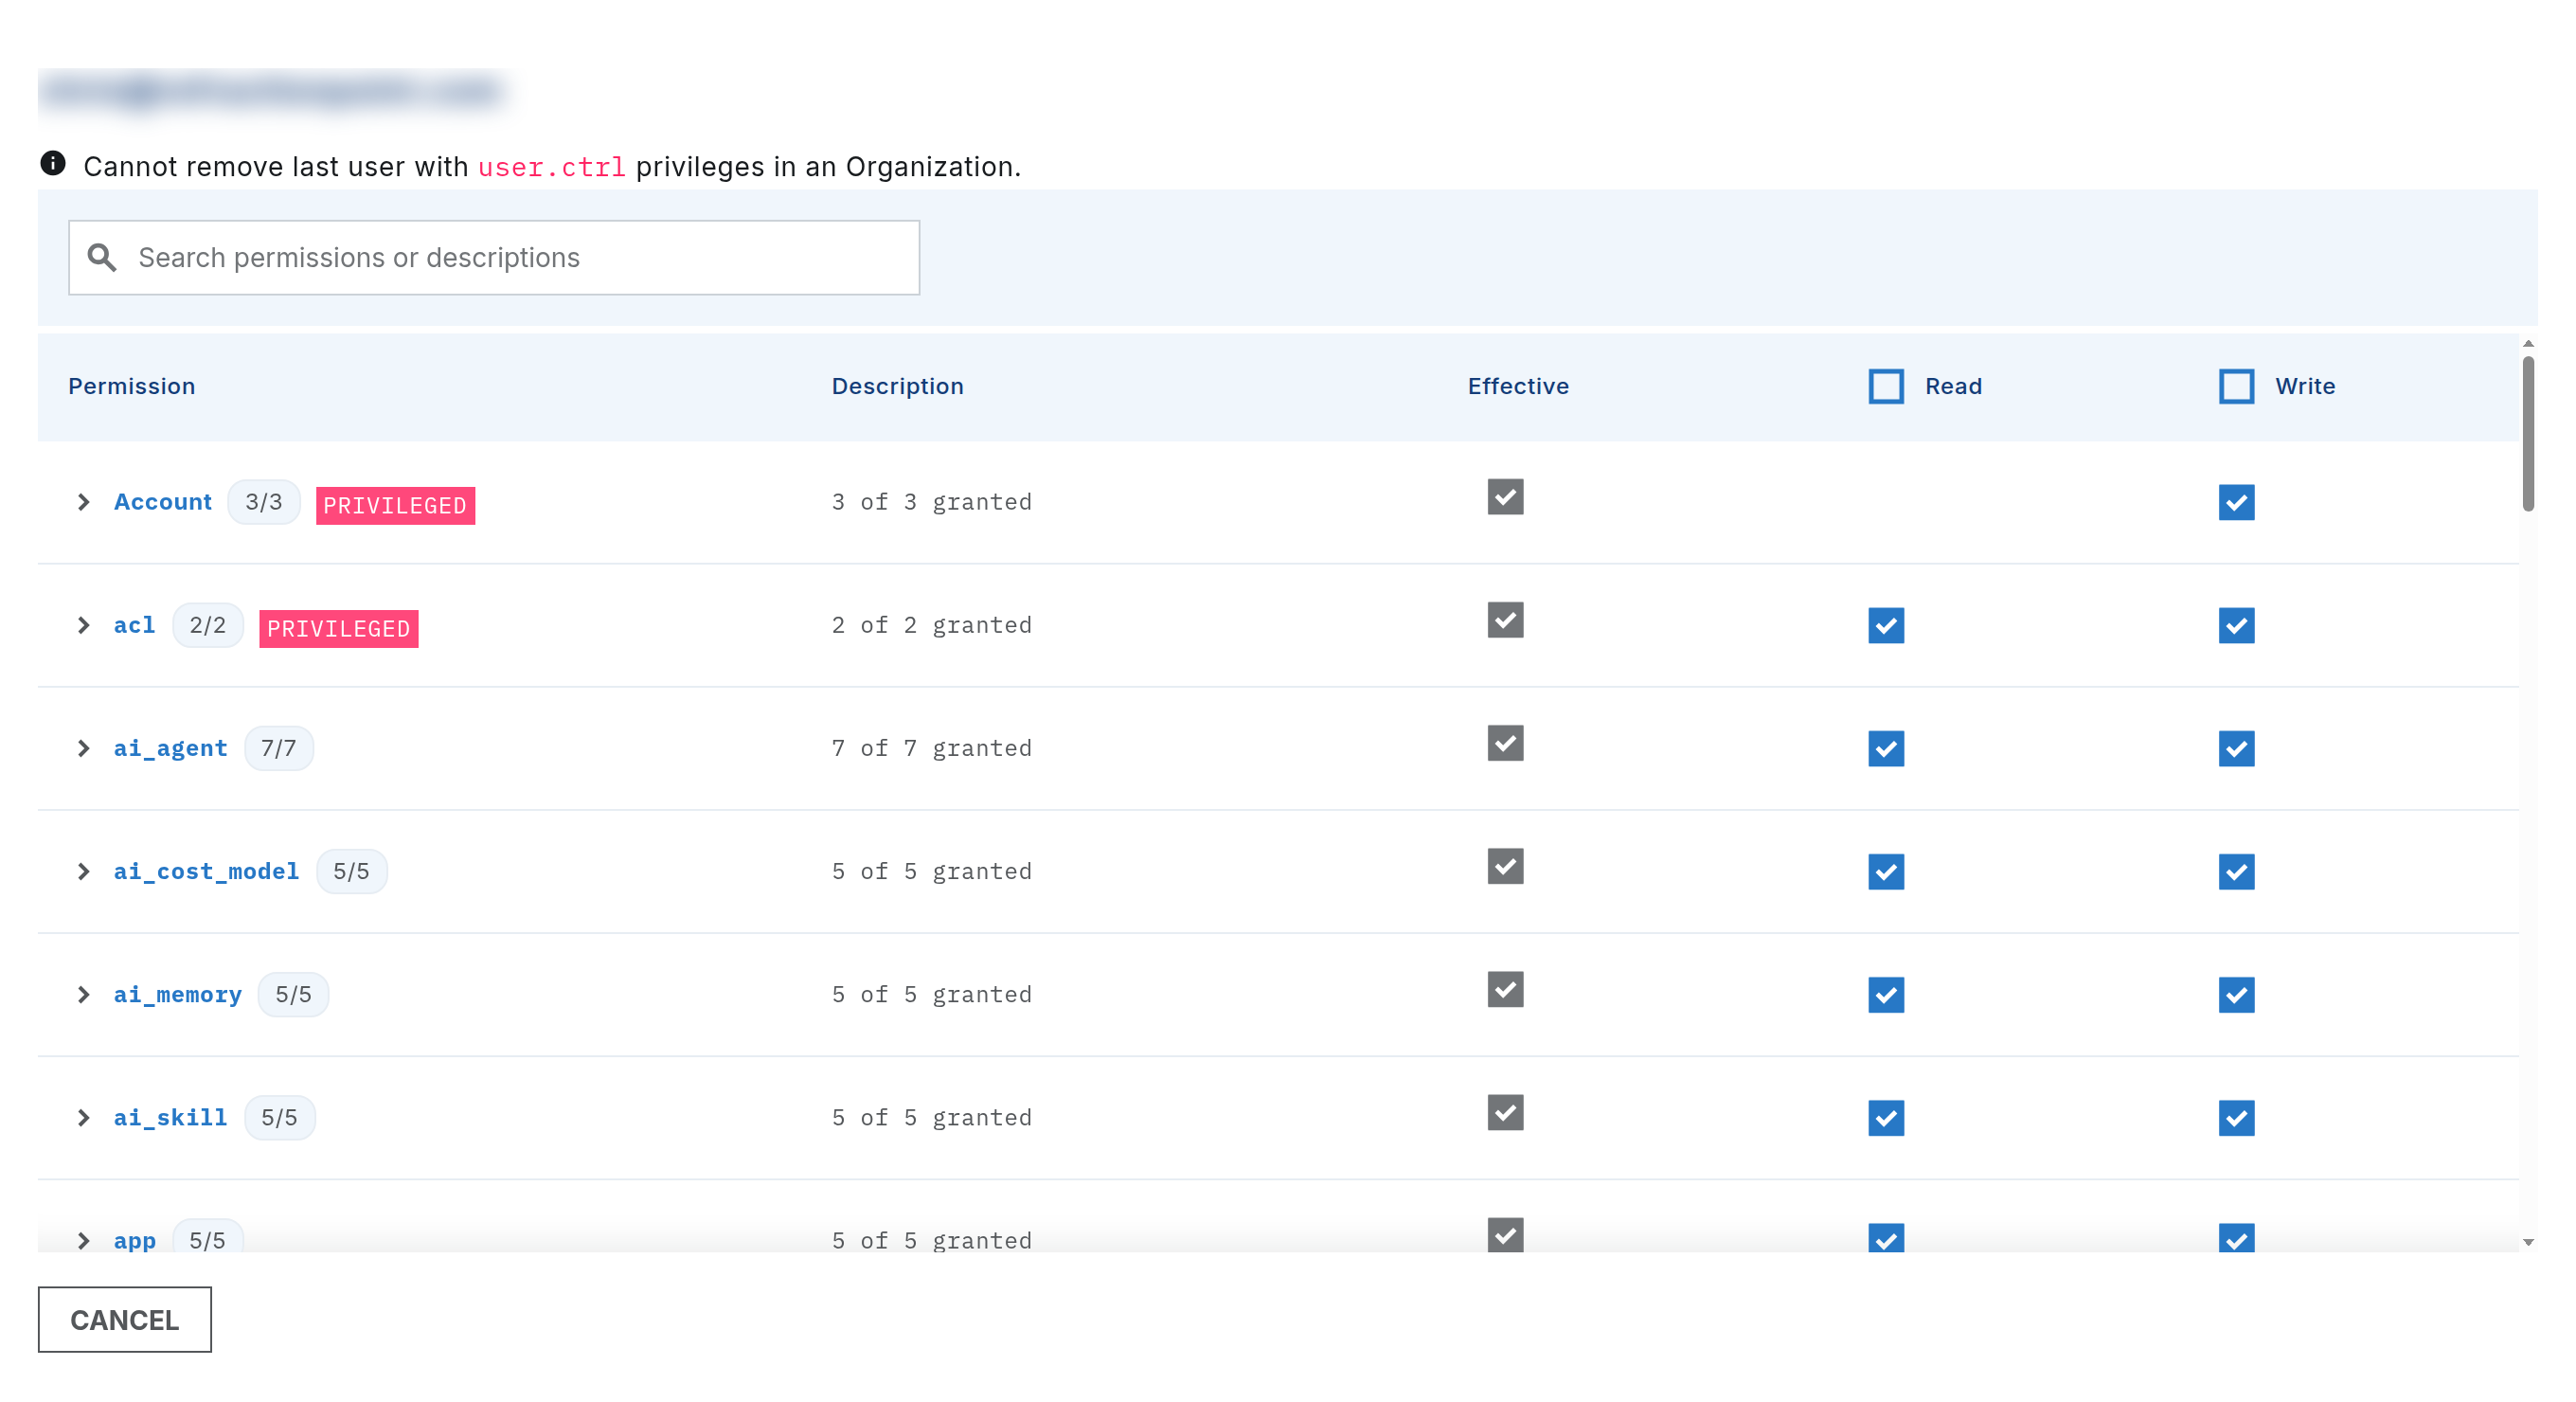 Cannot remove last user with user.ctrl privileges in an Organization.
Search permissions or descriptions
Permission Description Effective Read Write
Account 3/3 PRIVILEGED 3 of 3 granted
acl 2/2 PRIVILEGED 2 of 2 granted
ai_agent 7/7 7 of 7 granted
ai_cost_model 5/5 5 of 5 granted
ai_memory 5/5 5 of 5 granted
ai_skill 5/5 5 of 5 granted
app 5/5 5 of 5 granted
CANCEL